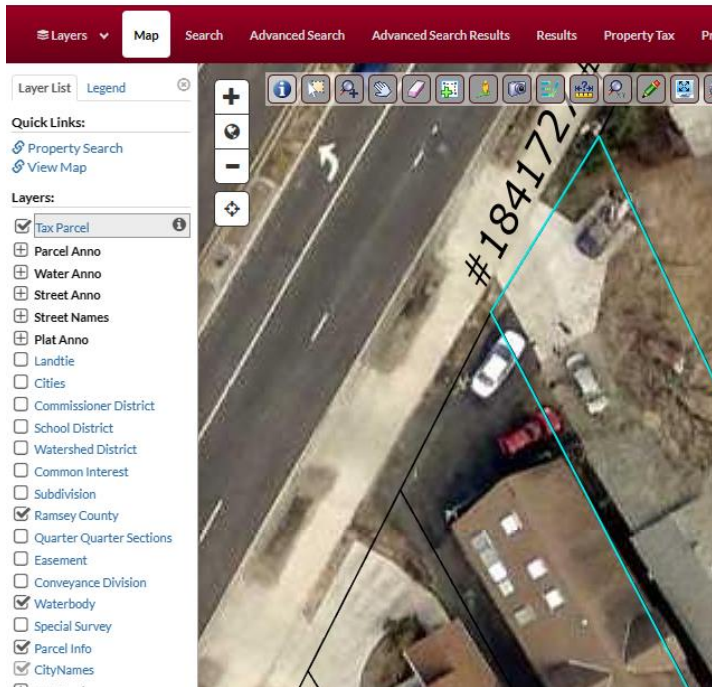 Layers
Map
Search
Advanced Search
Advanced Search Results
Results
Property Tax
Layer List
Legend
Quick Links:
Property Search
View Map
Layers:
Tax Parcel
Parcel Anno
Water Anno
Street Anno
Street Names
Plat Anno
Landtie
Cities
Commissioner District
School District
Watershed District
Common Interest
Subdivision
Ramsey County
Quarter Quarter Sections
Easement
Conveyance Division
Waterbody
Special Survey
Parcel Info
CityNames
#184172